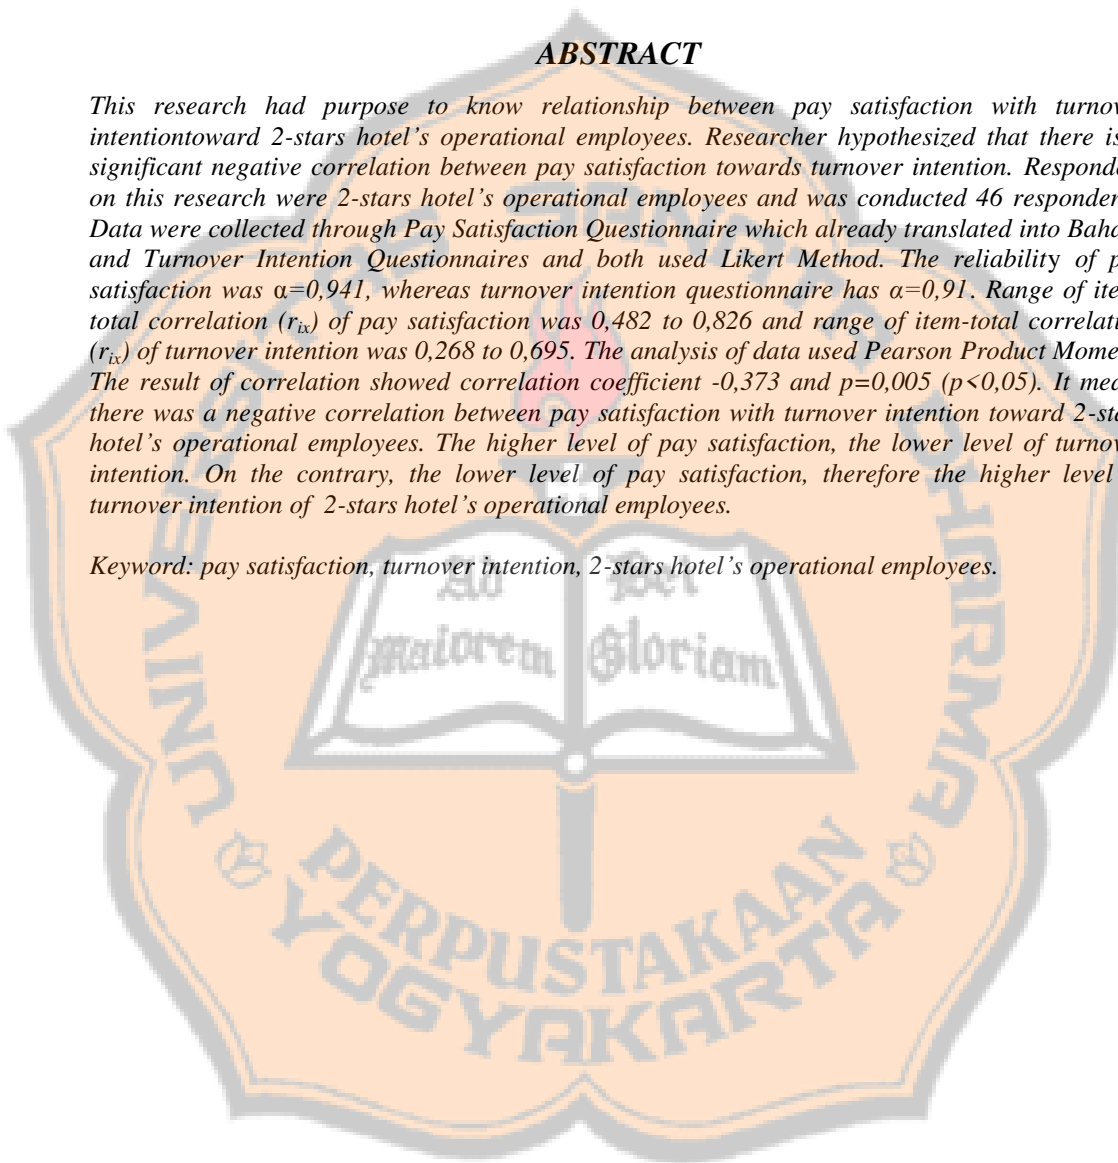 ABSTRACT
This research had purpose to know relationship between pay satisfaction with turnov
intentiontoward 2-stars hotel's operational employees. Researcher hypothesized that there is
significant negative correlation between pay satisfaction towards turnover intention. Responde
on this research were 2-stars hotel's operational employees and was conducted 46 responden
Data were collected through Pay Satisfaction Questionnaire which already translated into Baha
and Turnover Intention Questionnaires and both used Likert Method. The reliability of p
satisfaction was α=0,941, whereas turnover intention questionnaire has α=0,91. Range of ite
total correlation (rix) of pay satisfaction was 0,482 to 0,826 and range of item-total correlati
(rix) of turnover intention was 0,268 to 0,695. The analysis of data used Pearson Product Mome
The result of correlation showed correlation coefficient -0,373 and p=0,005 (p<0,05). It mea
there was a negative correlation between pay satisfaction with turnover intention toward 2-sta
hotel's operational employees. The higher level of pay satisfaction, the lower level of turnov
intention. On the contrary, the lower level of pay satisfaction, therefore the higher level
turnover intention of 2-stars hotel's operational employees.
Keyword: pay satisfaction, turnover intention, 2-stars hotel's operational employees.
UNIVERSITAS SANATA DHARMA
Ad Dei
Maiorem Gloriam
PERPUSTAKAAN
YOGYAKARTA